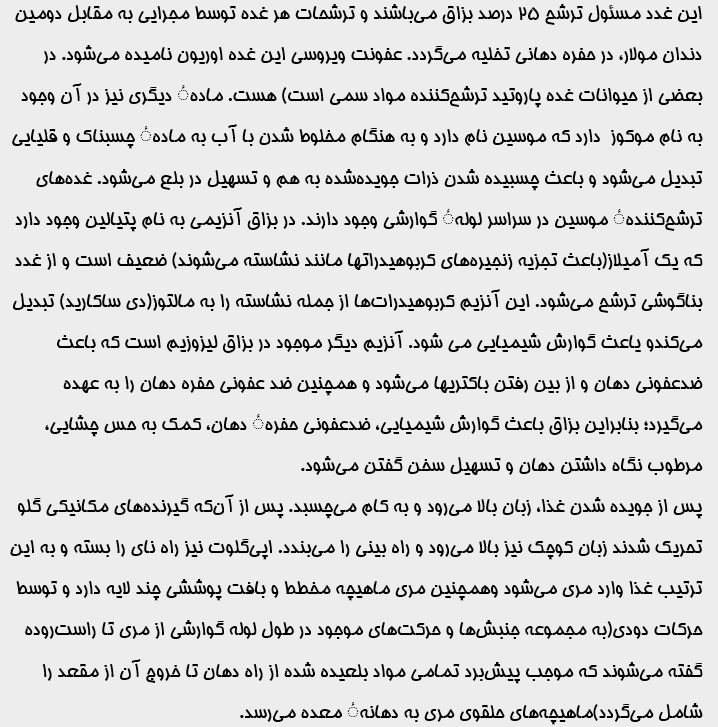 این غدد مسئول ترشح ۲۵ درصد بزاق می‌باشند و ترشحات هر غده توسط مجرایی به مقابل دومین
دندان مولار، در حفره دهانی تخلیه می‌گردد. عفونت ویروسی این غده اوریون نامیده می‌شود. در
بعضی از حیوانات غده پاروتید ترشح‌کننده مواد سمی است) هست. مادهٔ دیگری نیز در آن وجود
به نام موکوز دارد که موسین نام دارد و به هنگام مخلوط شدن با آب به مادهٔ چسبناک و قلیایی
تبدیل می‌شود و باعث چسبیده شدن ذرات جویده‌شده به هم و تسهیل در بلع می‌شود. غده‌های
ترشح‌کنندهٔ موسین در سراسر لولهٔ گوارشی وجود دارند. در بزاق آنزیمی به نام پتیالین وجود دارد
که یک آمیلاز(باعث تجزیه زنجیره‌های کربوهیدراتها مانند نشاسته می‌شوند) ضعیف است و از غدد
بناگوشی ترشح می‌شود. این آنزیم کربوهیدرات‌ها از جمله نشاسته را به مالتوز(دی ساکارید) تبدیل
می‌کندو یاعث گوارش شیمیایی می شود. آنزیم دیگر موجود در بزاق لیزوزیم است که باعث
ضدعفونی دهان و از بین رفتن باکتریها می‌شود و همچنین ضد عفونی حفره دهان را به عهده
می‌گیرد؛ بنابراین بزاق باعث گوارش شیمیایی، ضدعفونی حفرهٔ دهان، کمک به حس چشایی،
مرطوب نگاه داشتن دهان و تسهیل سخن گفتن می‌شود.
پس از جویده شدن غذا، زبان بالا می‌رود و به کام می‌چسبد. پس از آن‌که گیرنده‌های مکانیکی گلو
تحریک شدند زبان کوچک نیز بالا می‌رود و راه بینی را می‌بندد. اپی‌گلوت نیز راه نای را بسته و به این
ترتیب غذا وارد مری می‌شود وهمچنین مری ماهیچه مخطط و بافت پوششی چند لایه دارد و توسط
حرکات دودی(به مجموعه جنبش‌ها و حرکت‌های موجود در طول لوله گوارشی از مری تا راست‌روده
گفته می‌شوند که موجب پیش‌برد تمامی مواد بلعیده شده از راه دهان تا خروج آن از مقعد را
شامل می‌گردد)ماهیچه‌های حلقوی مری به دهانهٔ معده می‌رسد.